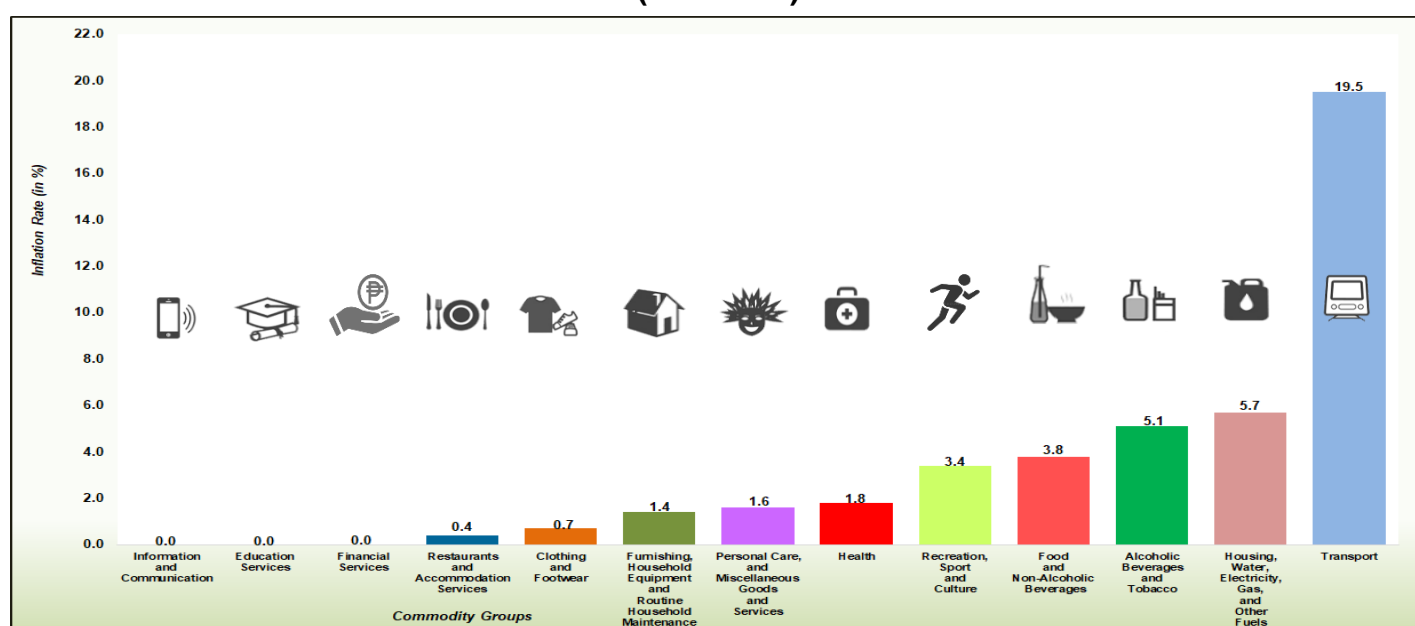 22.0
20.0
18.0
16.0
14.0
12.0
10.0
8.0
6.0
4.0
2.0
0.0
Inflation Rate (in %)
0.0
0.0
0.0
0.4
0.7
1.4
1.6
1.8
3.4
3.8
5.1
5.7
19.5
₱
Information
and
Communication
Education
Services
Financial
Services
Restaurants
and
Accommodation
Services
Clothing
and
Footwear
Furnishing,
Household
Equipment
and
Routine
Household
Maintenance
Personal Care,
and
Miscellaneous
Goods
and
Services
Health
Recreation,
Sport
and
Culture
Food
and
Non-Alcoholic
Beverages
Alcoholic
Beverages
and
Tobacco
Housing,
Water,
Electricity,
Gas,
and
Other
Fuels
Transport
Commodity Groups